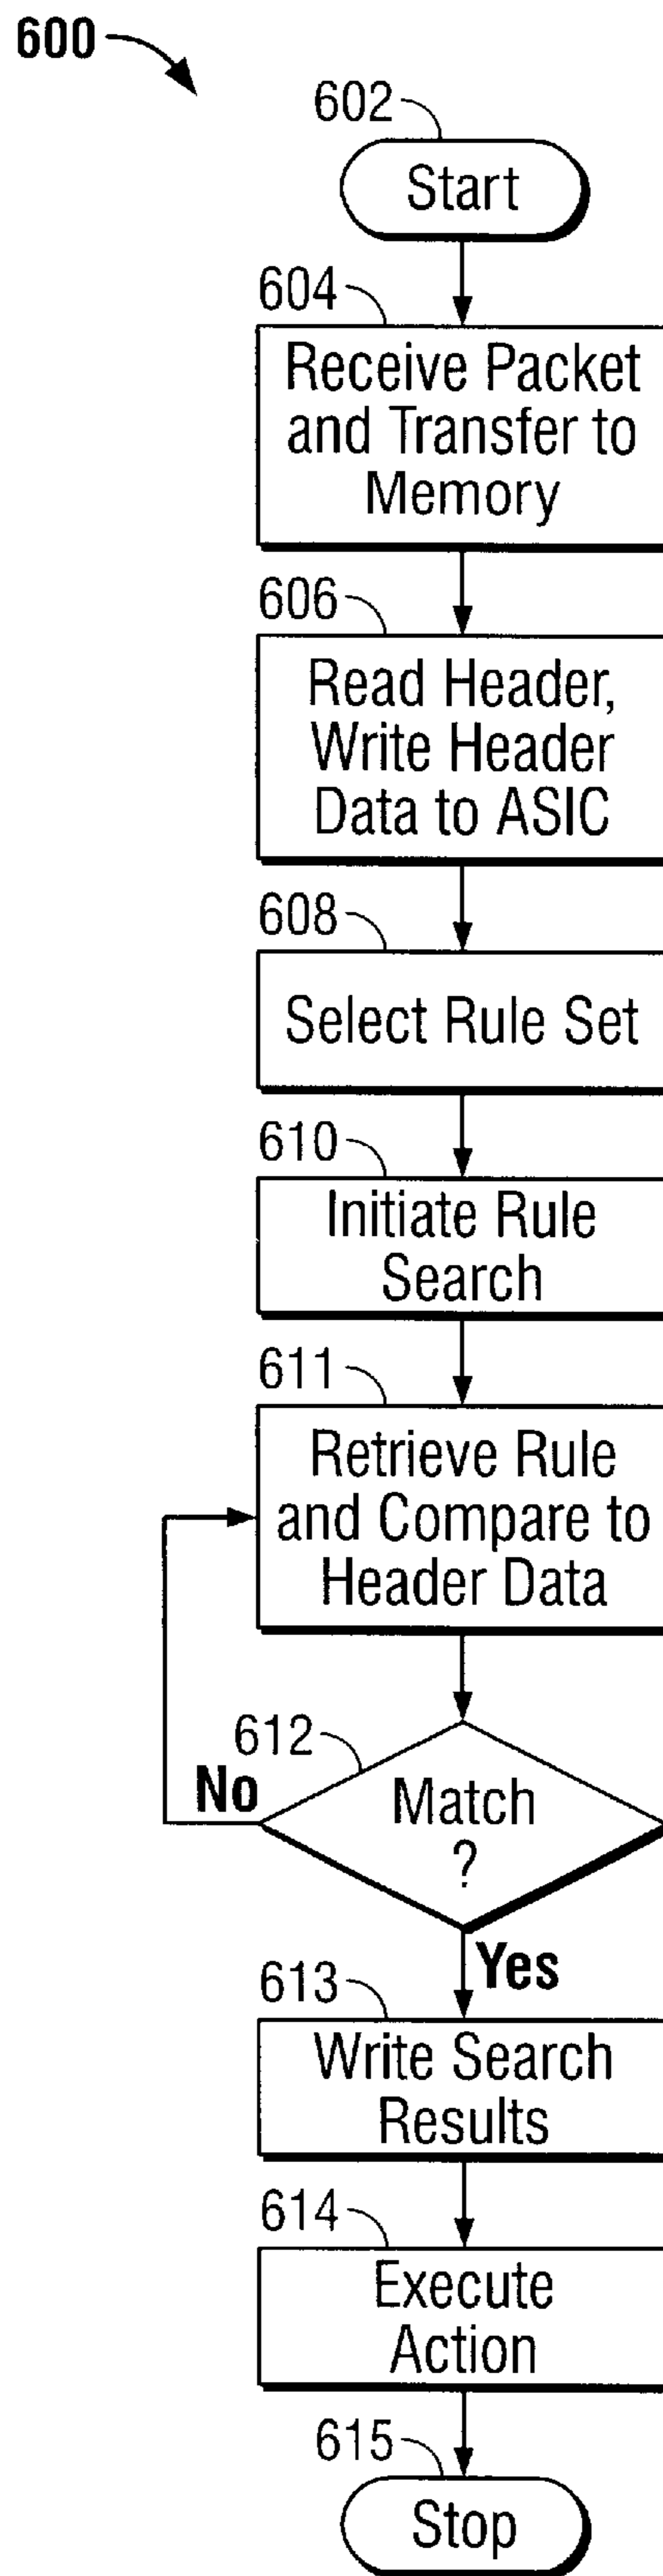 600
602
Start
604
Receive Packet
and Transfer to
Memory
606
Read Header,
Write Header
Data to ASIC
608
Select Rule Set
610
Initiate Rule
Search
611
Retrieve Rule
and Compare to
Header Data
612
No
Match
?
Yes
613
Write Search
Results
614
Execute
Action
615
Stop